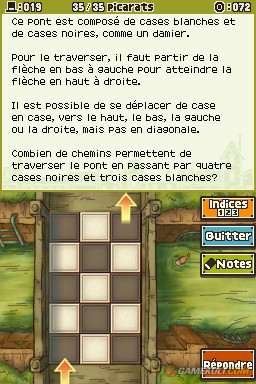 :019 35/35 Picarats :072
Ce pont est composé de cases blanches et
de cases noires, comme un damier.
Pour le traverser, il faut partir de la
flèche en bas à gauche pour atteindre la
flèche en haut à droite.
Il est possible de se déplacer de case
en case, vers le haut, le bas, la gauche
ou la droite, mais pas en diagonale.
Combien de chemins permettent de
traverser le pont en passant par quatre
cases noires et trois cases blanches?
Indices
1 2 3
Quitter
Notes
Répondre
GAMEKULT.COM